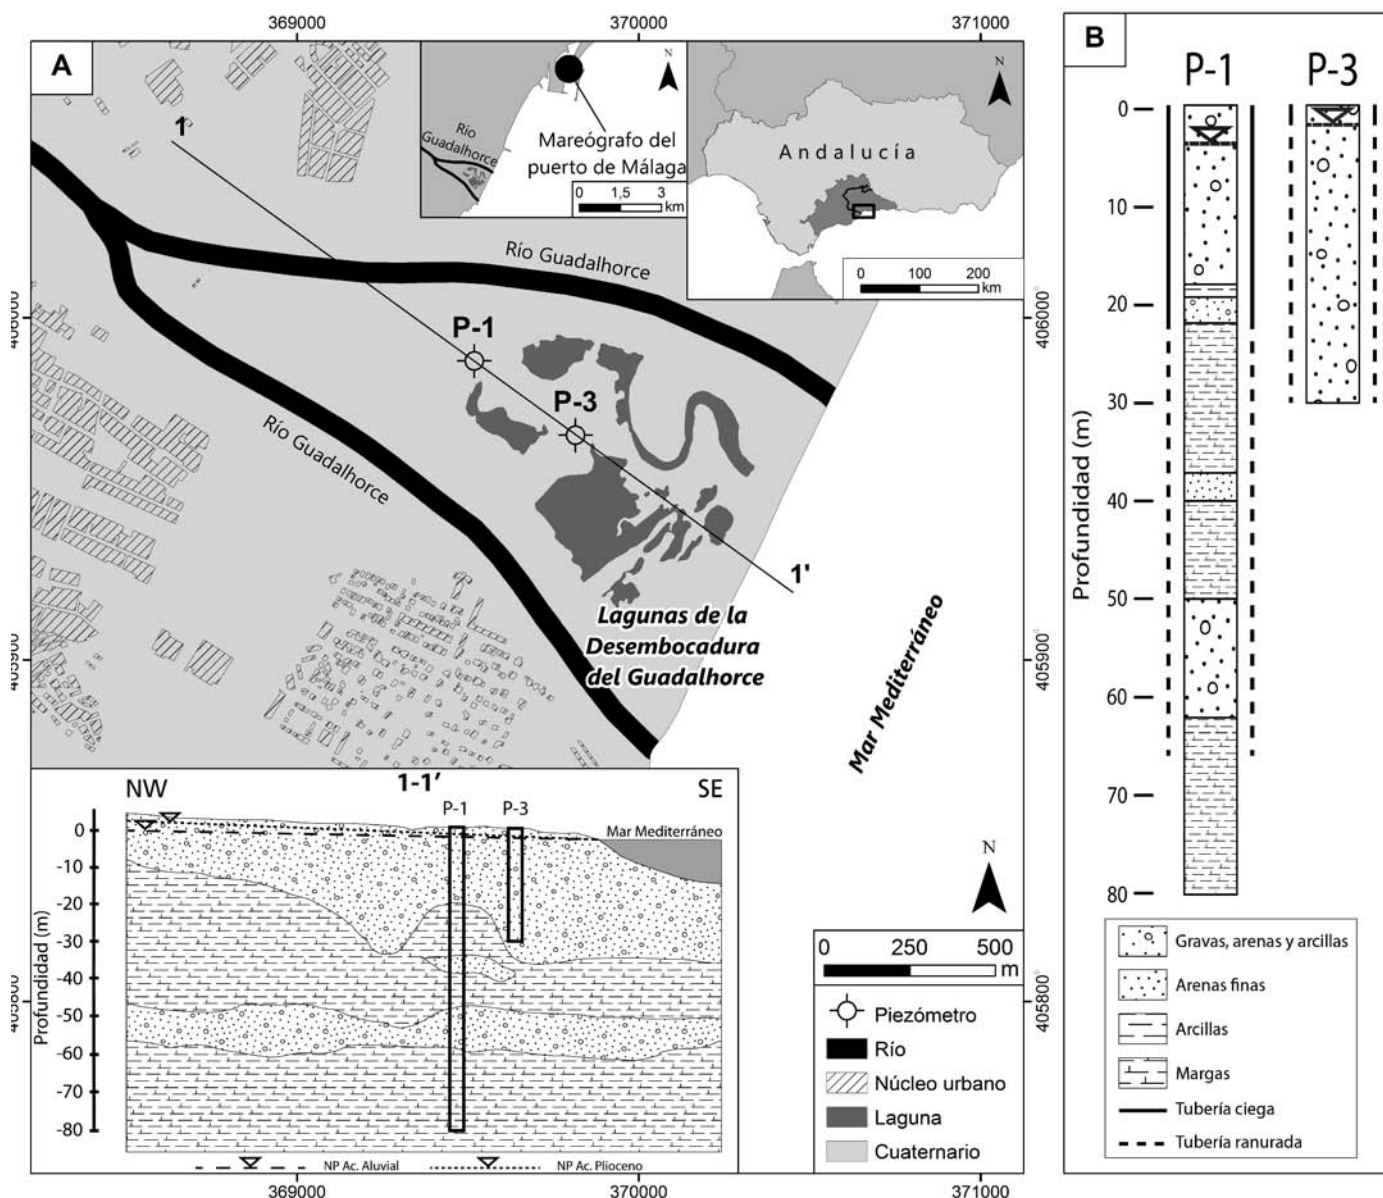 369000
370000
371000
A
1
Río
Guadalhorce
Mareógrafo del
puerto de Málaga
0
1,5
3
km
N
Andalucía
N
0
100
200
km
Río Guadalhorce
Río Guadalhorce
P-1
P-3
1'
Lagunas de la
Desembocadura
del Guadalhorce
Mar Mediterráneo
406000
405900
405800
406000
405900
405800
1-1’
NW
SE
P-1
P-3
Mar Mediterráneo
Profundidad (m)
0
-10
-20
-30
-40
-50
-60
-70
-80
NP Ac. Aluvial
NP Ac. Plioceno
N
0
250
500
m
Piezómetro
Río
Núcleo urbano
Laguna
Cuaternario
369000
370000
371000
B
P-1
P-3
Profundidad (m)
0
10
20
30
40
50
60
70
80
Gravas, arenas y arcillas
Arenas finas
Arcillas
Margas
Tubería ciega
Tubería ranurada